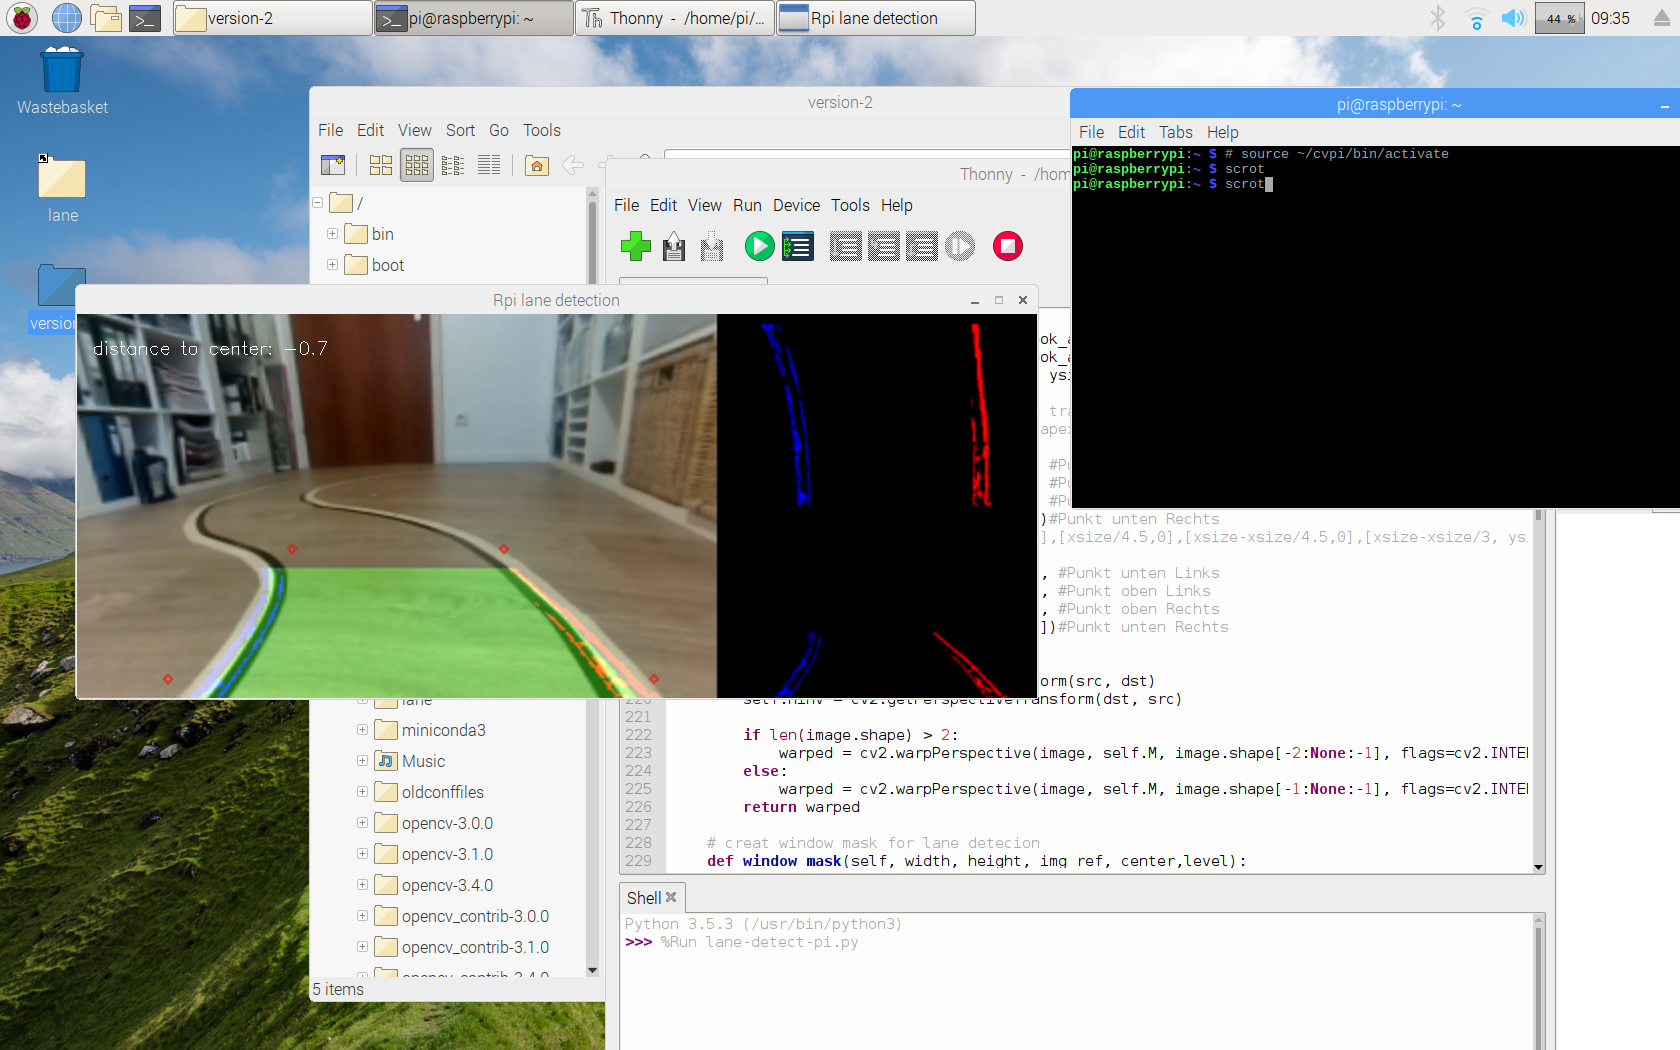 version-2
pi@raspberrypi: ~
Thonny - /home/pi/...
Rpi lane detection
44 %
09:35
Wastebasket
lane
version
version-2
File Edit View Sort Go Tools
/
bin
boot
Thonny - /hom
File Edit View Run Device Tools Help
pi@raspberrypi: ~
File Edit Tabs Help
pi@raspberrypi:~ $ # source ~/cvpi/bin/activate
pi@raspberrypi:~ $ scrot
pi@raspberrypi:~ $ scrot
Rpi lane detection
distance to center: -0.7
)#Punkt unten Rechts
],[xsize/4.5,0],[xsize-xsize/4.5,0],[xsize-xsize/3, ys
, #Punkt unten Links
, #Punkt oben Links
, #Punkt oben Rechts
])#Punkt unten Rechts
orm(src, dst)
220 self.Minv = cv2.getPerspectiveTransform(dst, src)
221
222 if len(image.shape) > 2:
223 warped = cv2.warpPerspective(image, self.M, image.shape[-2:None:-1], flags=cv2.INTE
224 else:
225 warped = cv2.warpPerspective(image, self.M, image.shape[-1:None:-1], flags=cv2.INTE
226 return warped
227
228 # creat window mask for lane detecion
229 def window_mask(self, width, height, img_ref, center,level):
lane
miniconda3
Music
oldconffiles
opencv-3.0.0
opencv-3.1.0
opencv-3.4.0
opencv_contrib-3.0.0
opencv_contrib-3.1.0
opencv_contrib-3.4.0
5 items
Shell
Python 3.5.3 (/usr/bin/python3)
>>> %Run lane-detect-pi.py